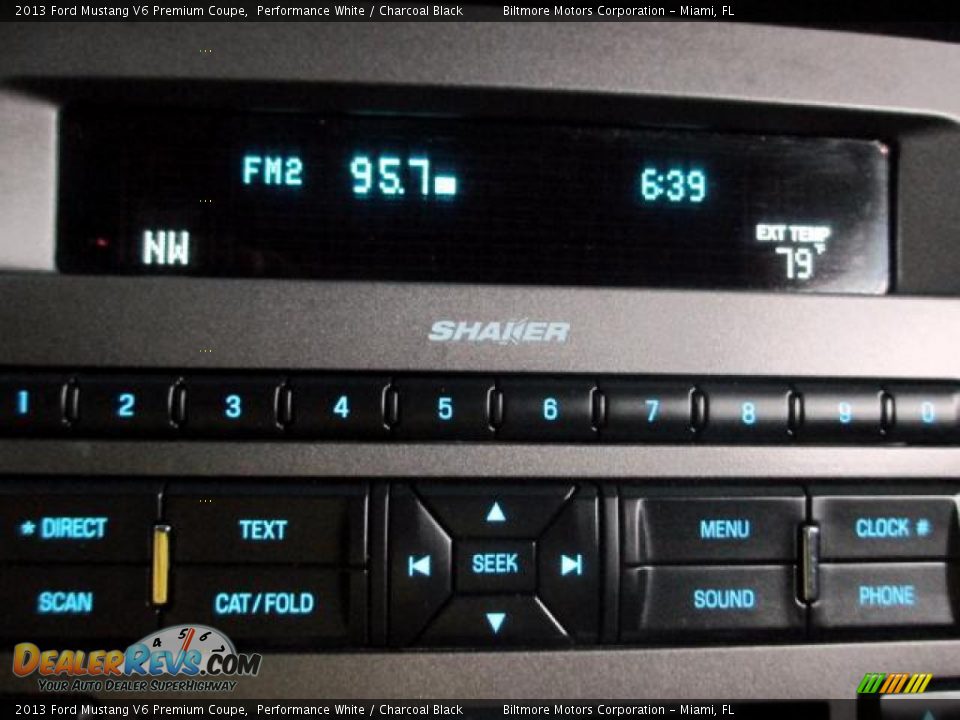 2013 Ford Mustang V6 Premium Coupe, Performance White / Charcoal Black Biltmore Motors Corporation - Miami, FL
FM2 95.7 6:39
NW EXT TEMP
79°F
SHAKER
1 2 3 4 5 6 7 8 9 0
* DIRECT TEXT MENU CLOCK #
SEEK
SCAN CAT/FOLD SOUND PHONE
4 5 6
DEALERREVS.COM
YOUR AUTO DEALER SUPERHIGHWAY
2013 Ford Mustang V6 Premium Coupe, Performance White / Charcoal Black Biltmore Motors Corporation - Miami, FL